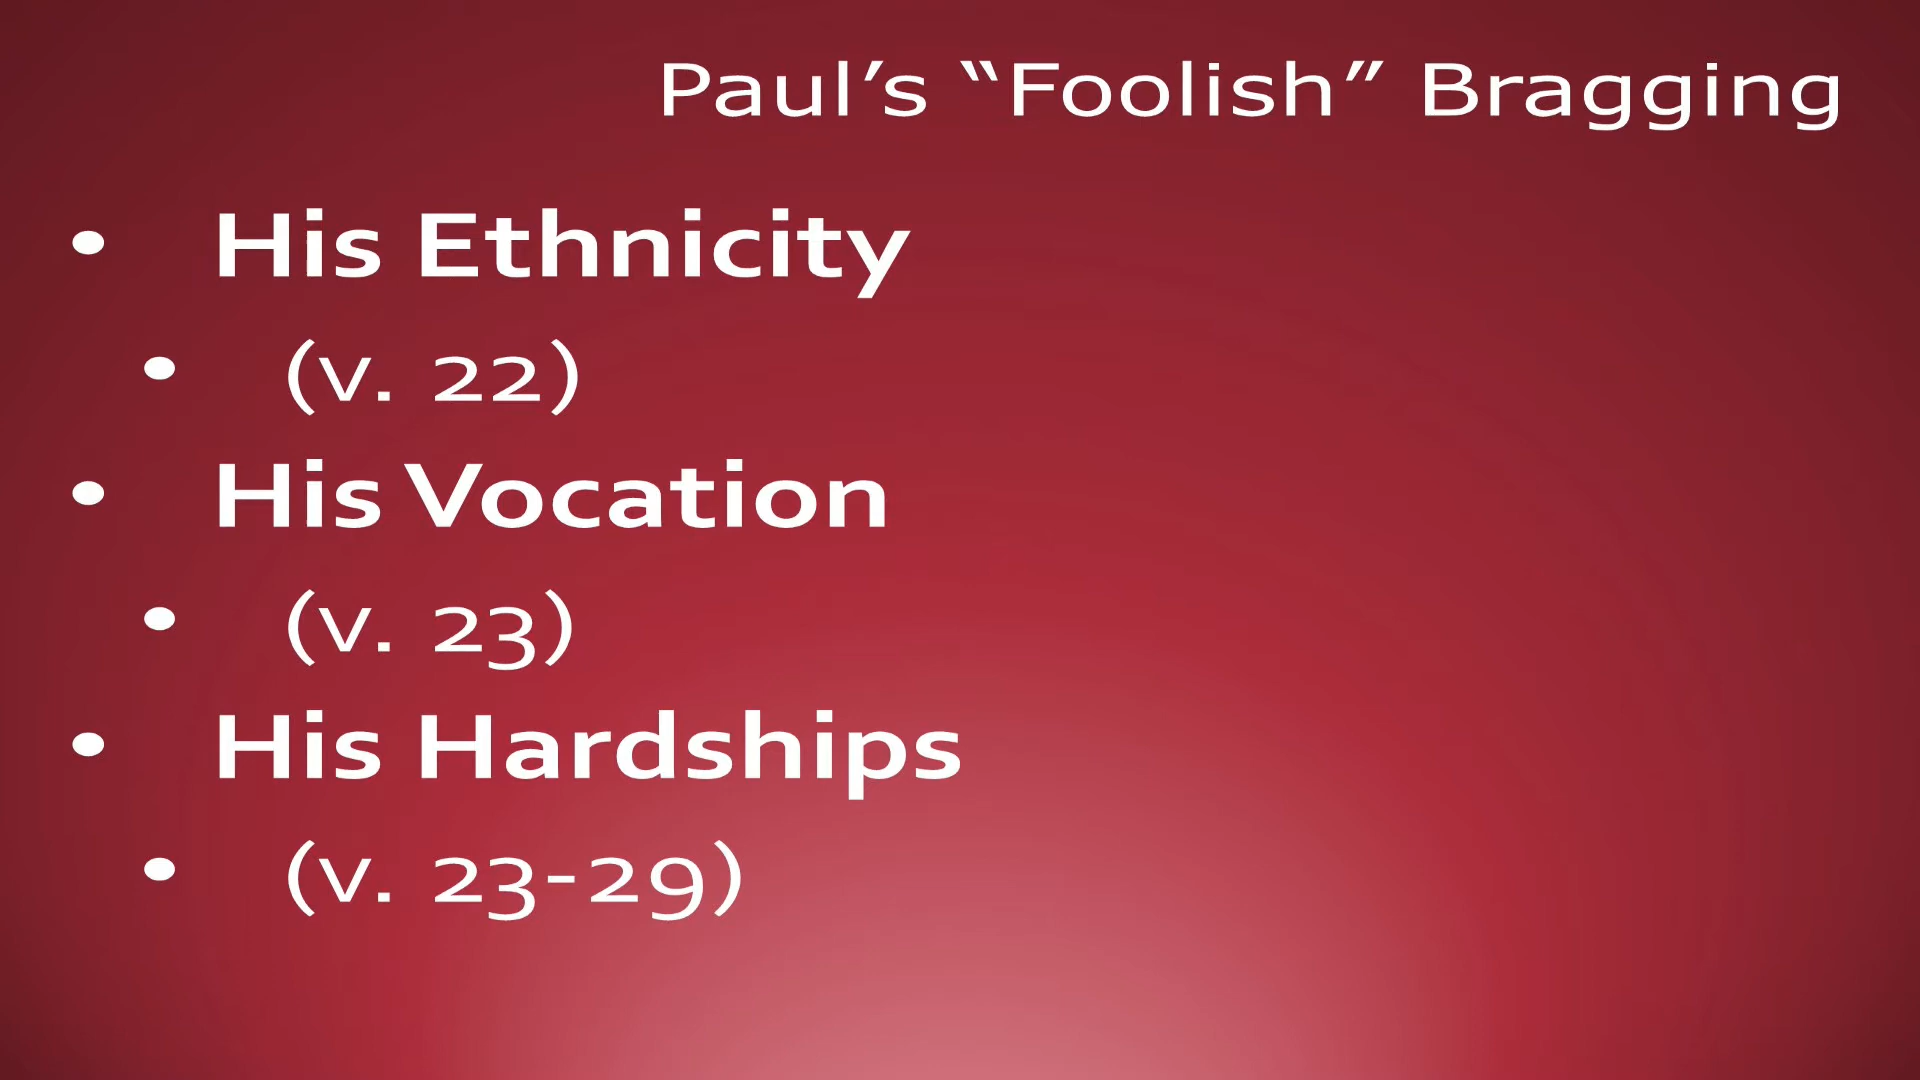 Paul’s “Foolish” Bragging
• His Ethnicity
• (v. 22)
• His Vocation
• (v. 23)
• His Hardships
• (v. 23-29)